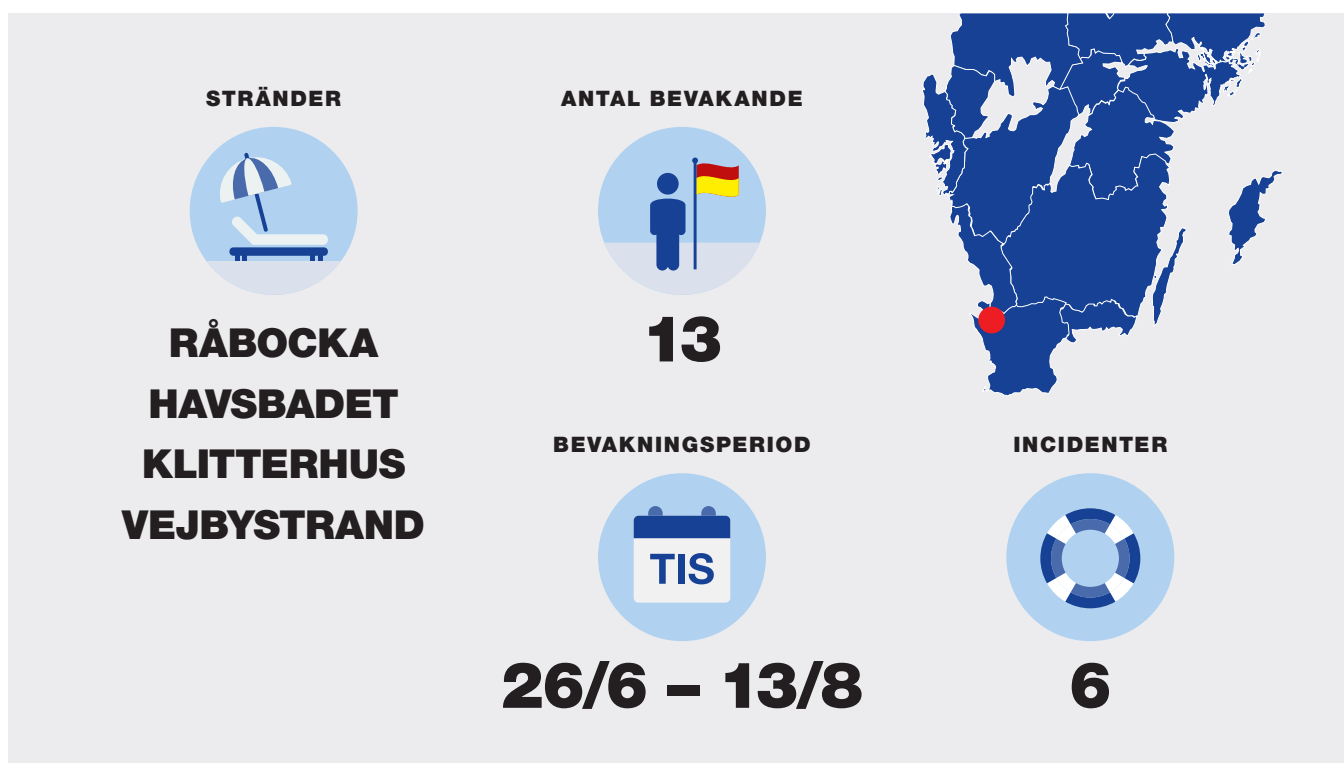 STRÄNDER
RÅBOCKA
HAVSBADET
KLITTERHUS
VEJBYSTRAND
ANTAL BEVAKANDE
13
BEVAKNINGSPERIOD
TIS
26/6 – 13/8
INCIDENTER
6